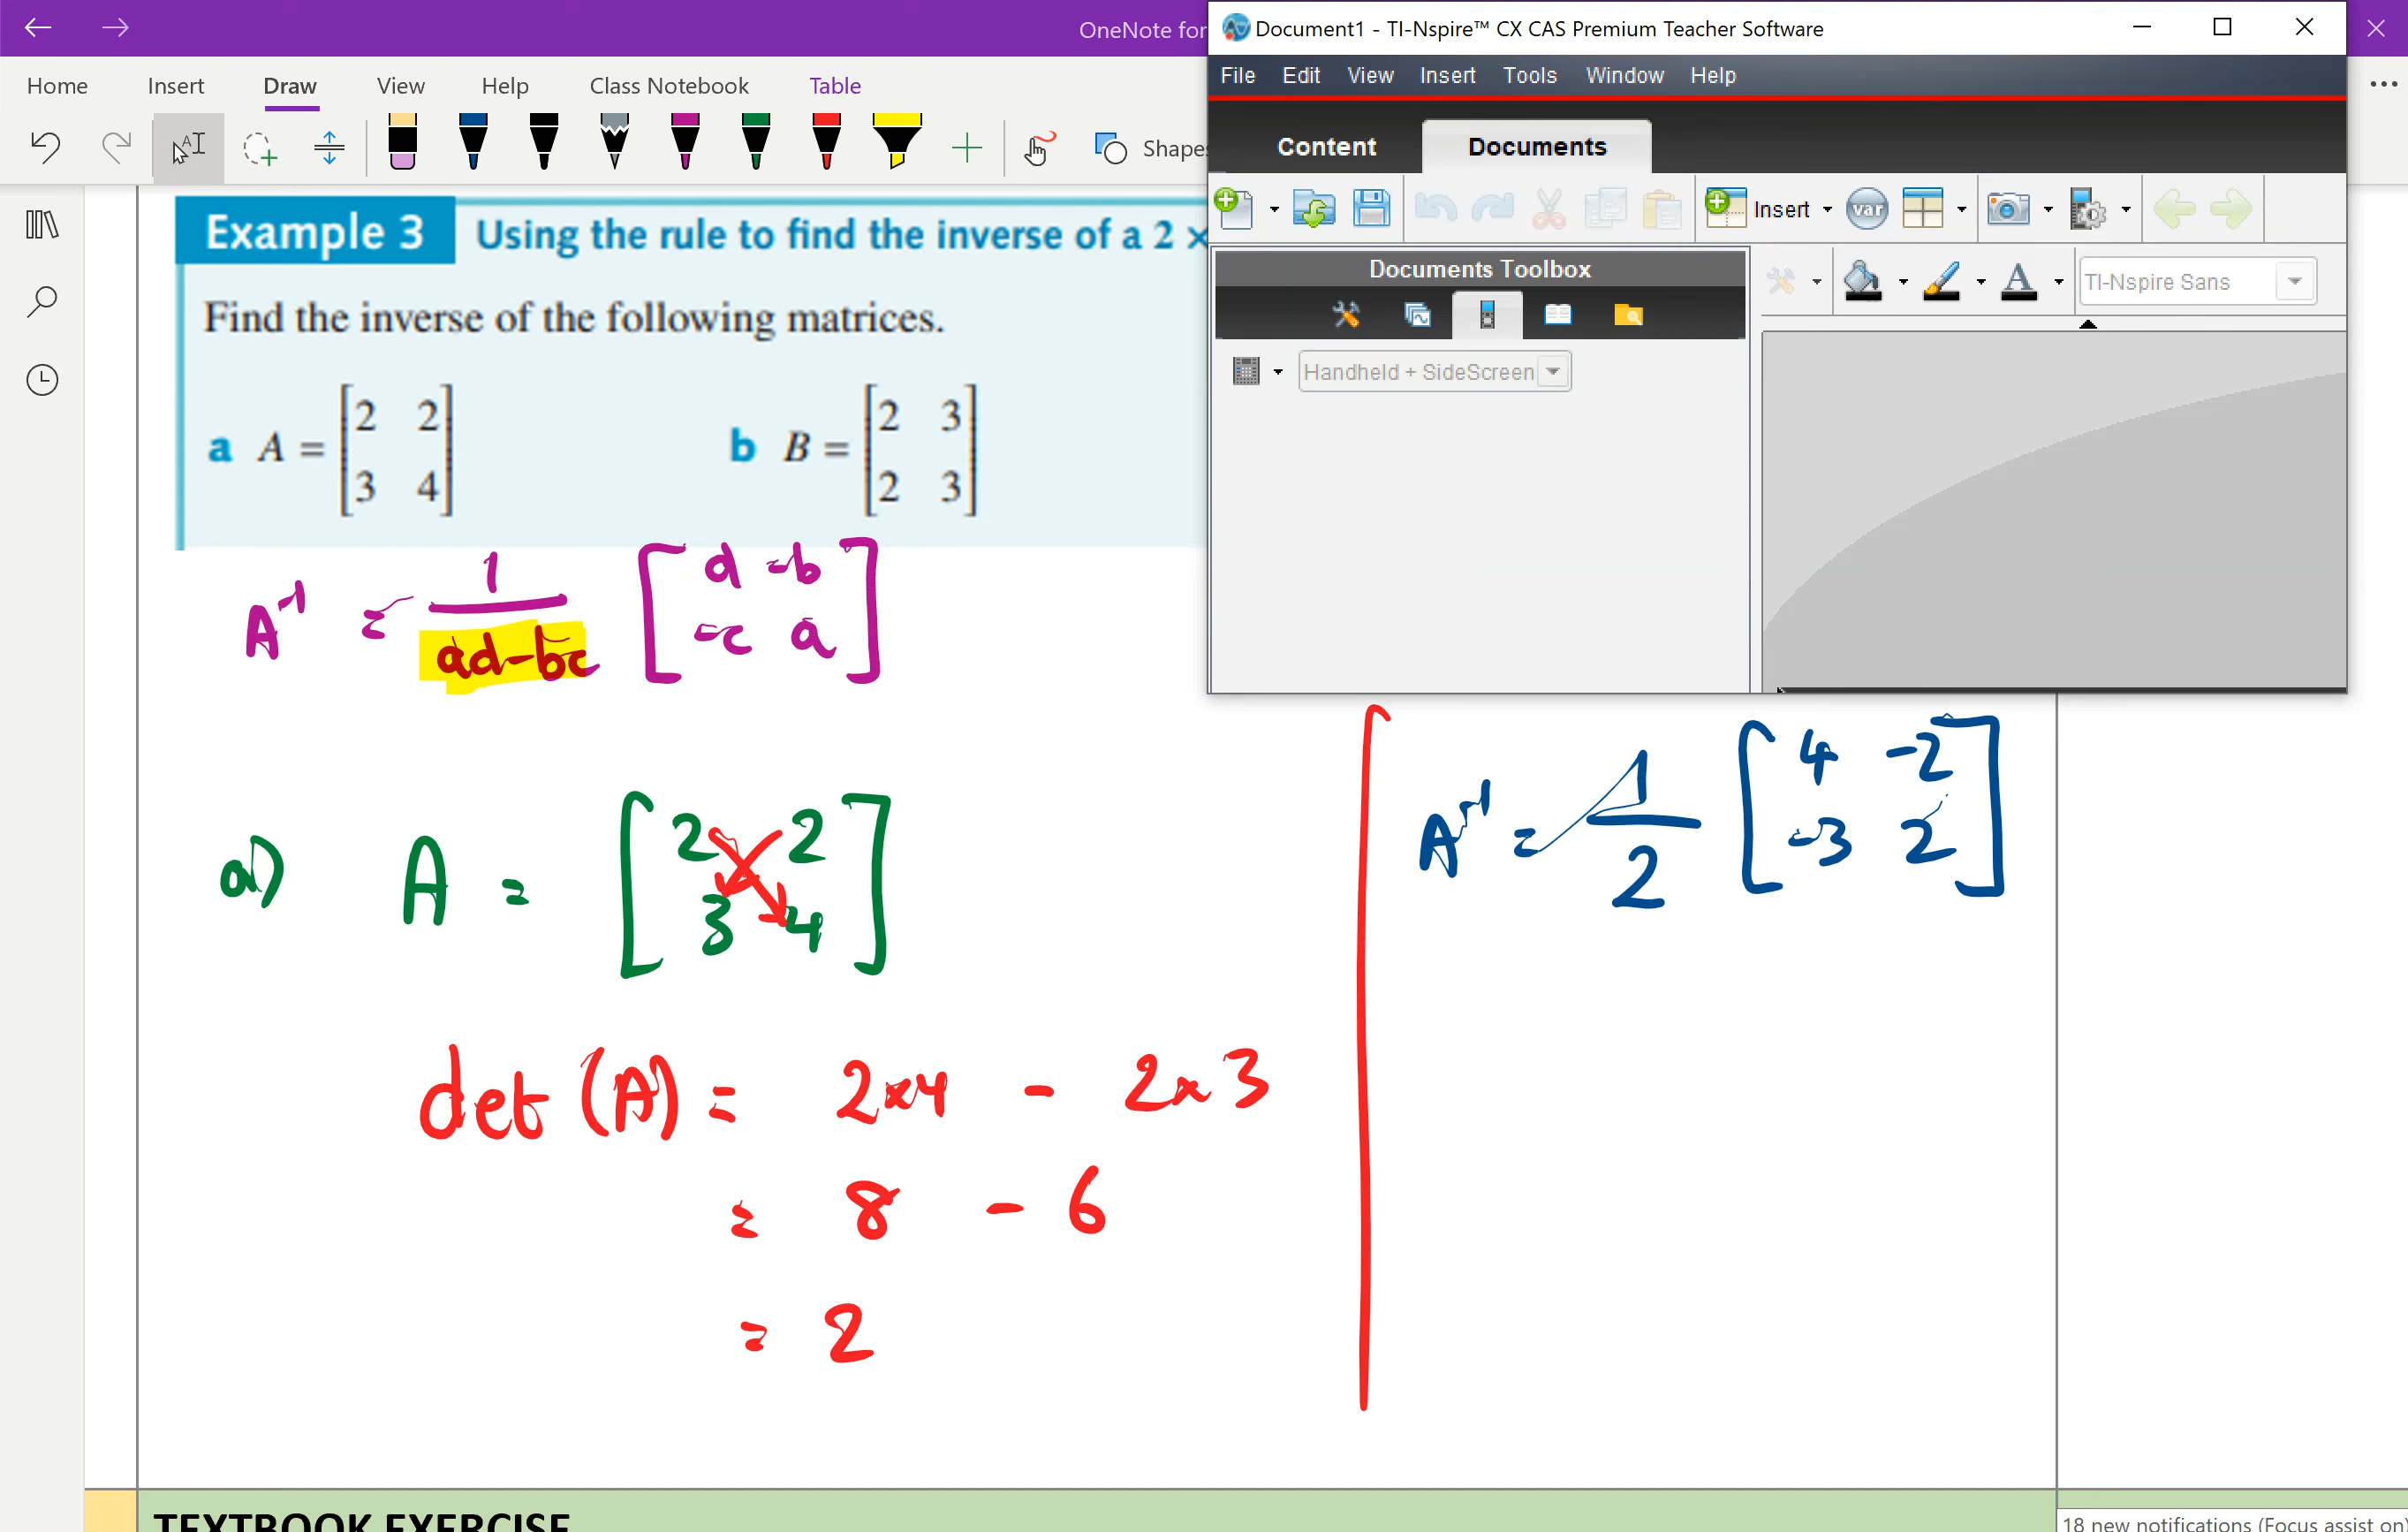 OneNote for
Document1 - TI-Nspire™ CX CAS Premium Teacher Software
Home Insert Draw View Help Class Notebook Table
File Edit View Insert Tools Window Help
Shapes
Content Documents
Insert var
Documents Toolbox
TI-Nspire Sans
Handheld + SideScreen
Example 3 Using the rule to find the inverse of a 2 ×
Find the inverse of the following matrices.
a A = [2 2
3 4]
b B = [2 3
2 3]
A⁻¹ = 1
ad-bc
[d -b
-c a]
a) A = [2 2
3 4]
det (A) = 2×4 - 2×3
= 8 - 6
= 2
A⁻¹ = 1
2
[4 -2
-3 2]
TEXTBOOK EXERCISE
18 new notifications (Focus assist on)